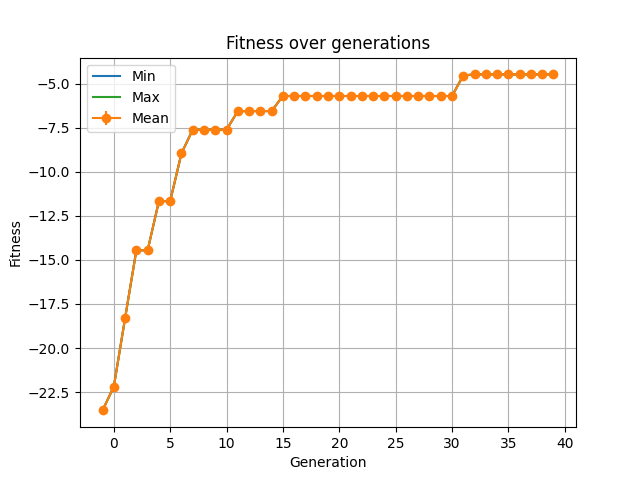 Fitness over generations
Min
Max
Mean
−5.0
−7.5
−10.0
−12.5
−15.0
−17.5
−20.0
−22.5
Fitness
0 5 10 15 20 25 30 35 40
Generation